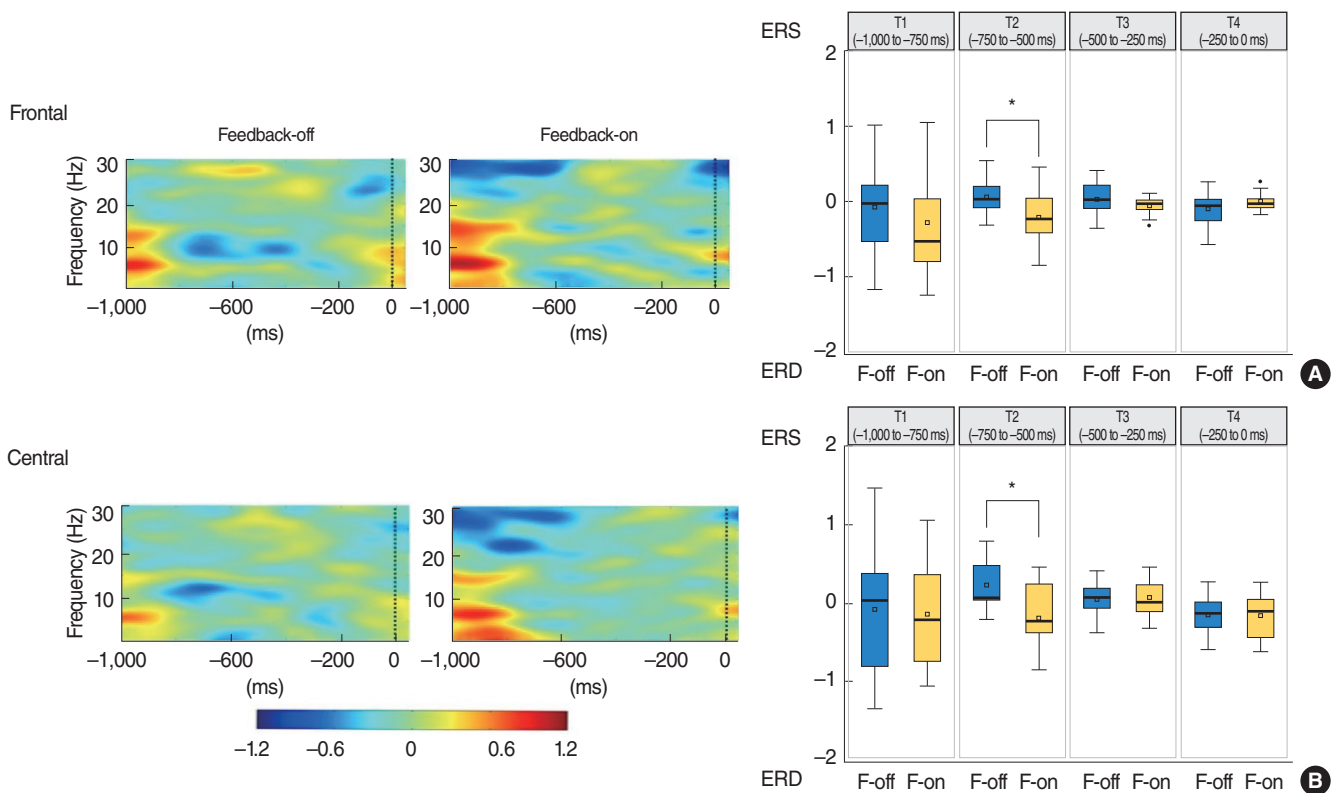 Frontal
Feedback-off
Feedback-on
Frequency (Hz)
30
20
10
–1,000
–600
–200
0
(ms)
30
20
10
–1,000
–600
–200
0
(ms)
ERS
T1
(–1,000 to –750 ms)
T2
(–750 to –500 ms)
T3
(–500 to –250 ms)
T4
(–250 to 0 ms)
2
1
0
–1
–2
*
ERD
F-off F-on
F-off F-on
F-off F-on
F-off F-on
A
Central
Frequency (Hz)
30
20
10
–1,000
–600
–200
0
(ms)
30
20
10
–1,000
–600
–200
0
(ms)
–1.2
–0.6
0
0.6
1.2
ERS
T1
(–1,000 to –750 ms)
T2
(–750 to –500 ms)
T3
(–500 to –250 ms)
T4
(–250 to 0 ms)
2
1
0
–1
–2
*
ERD
F-off F-on
F-off F-on
F-off F-on
F-off F-on
B